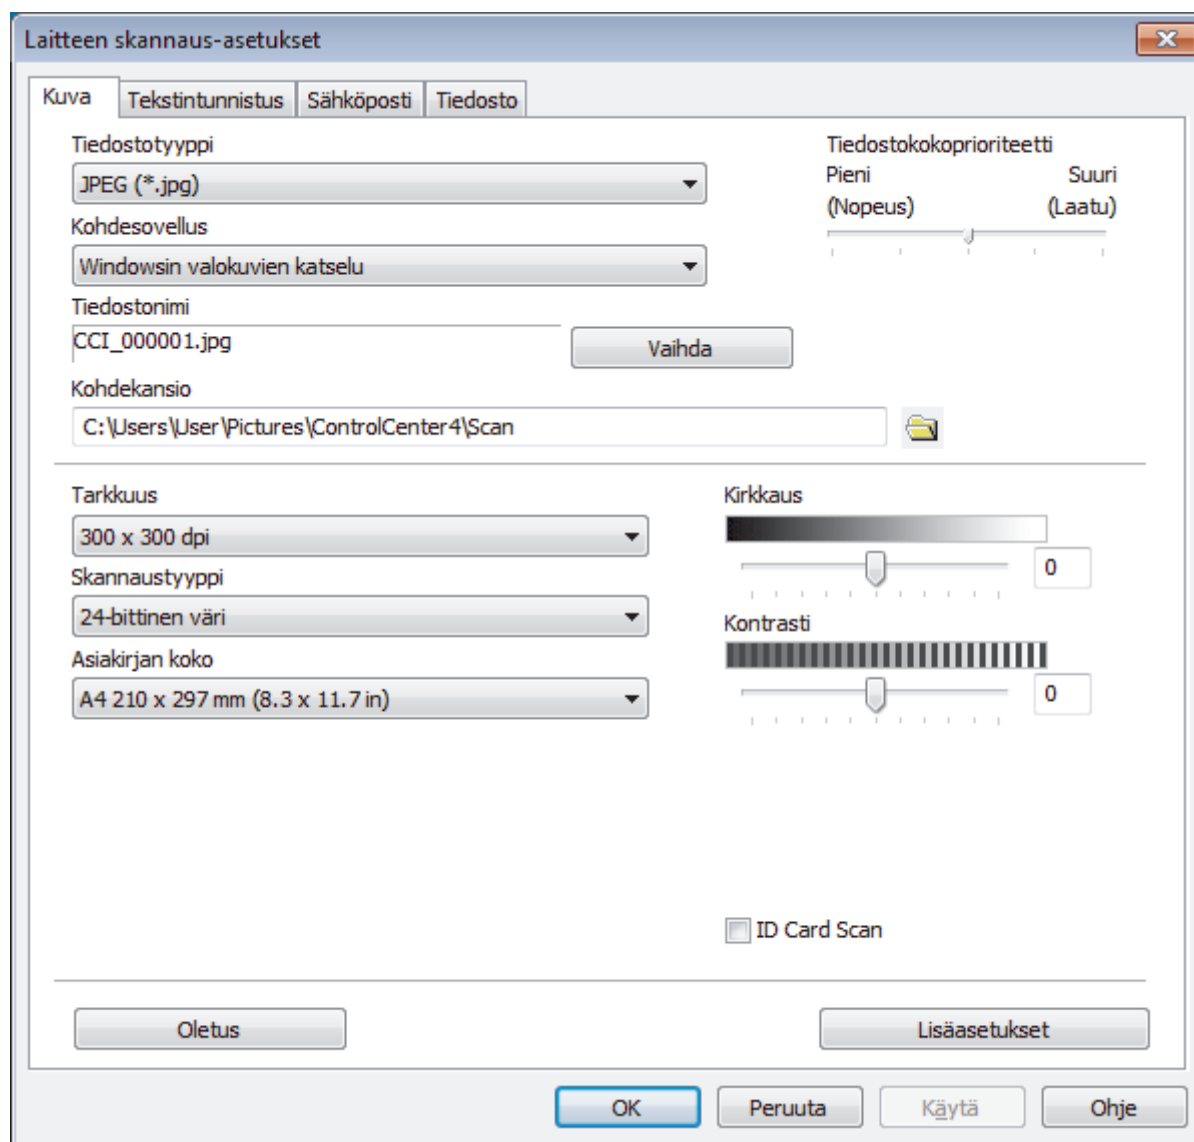 Laitteen skannaus-asetukset
Kuva Tekstintunnistus Sähköposti Tiedosto
Tiedostotyyppi
JPEG (*.jpg)
Kohdesovellus
Windowsin valokuvien katselu
Tiedostonimi
CCI_000001.jpg
Vaihda
Kohdekansio
C:\Users\User\Pictures\ControlCenter4\Scan
Tiedostokokoprioriteetti
Pieni Suuri
(Nopeus) (Laatu)
Tarkkuus
300 x 300 dpi
Skannaustyyppi
24-bittinen väri
Asiakirjan koko
A4 210 x 297 mm (8.3 x 11.7 in)
Kirkkaus
0
Kontrasti
0
ID Card Scan
Oletus Lisäasetukset
OK Peruuta Käytä Ohje